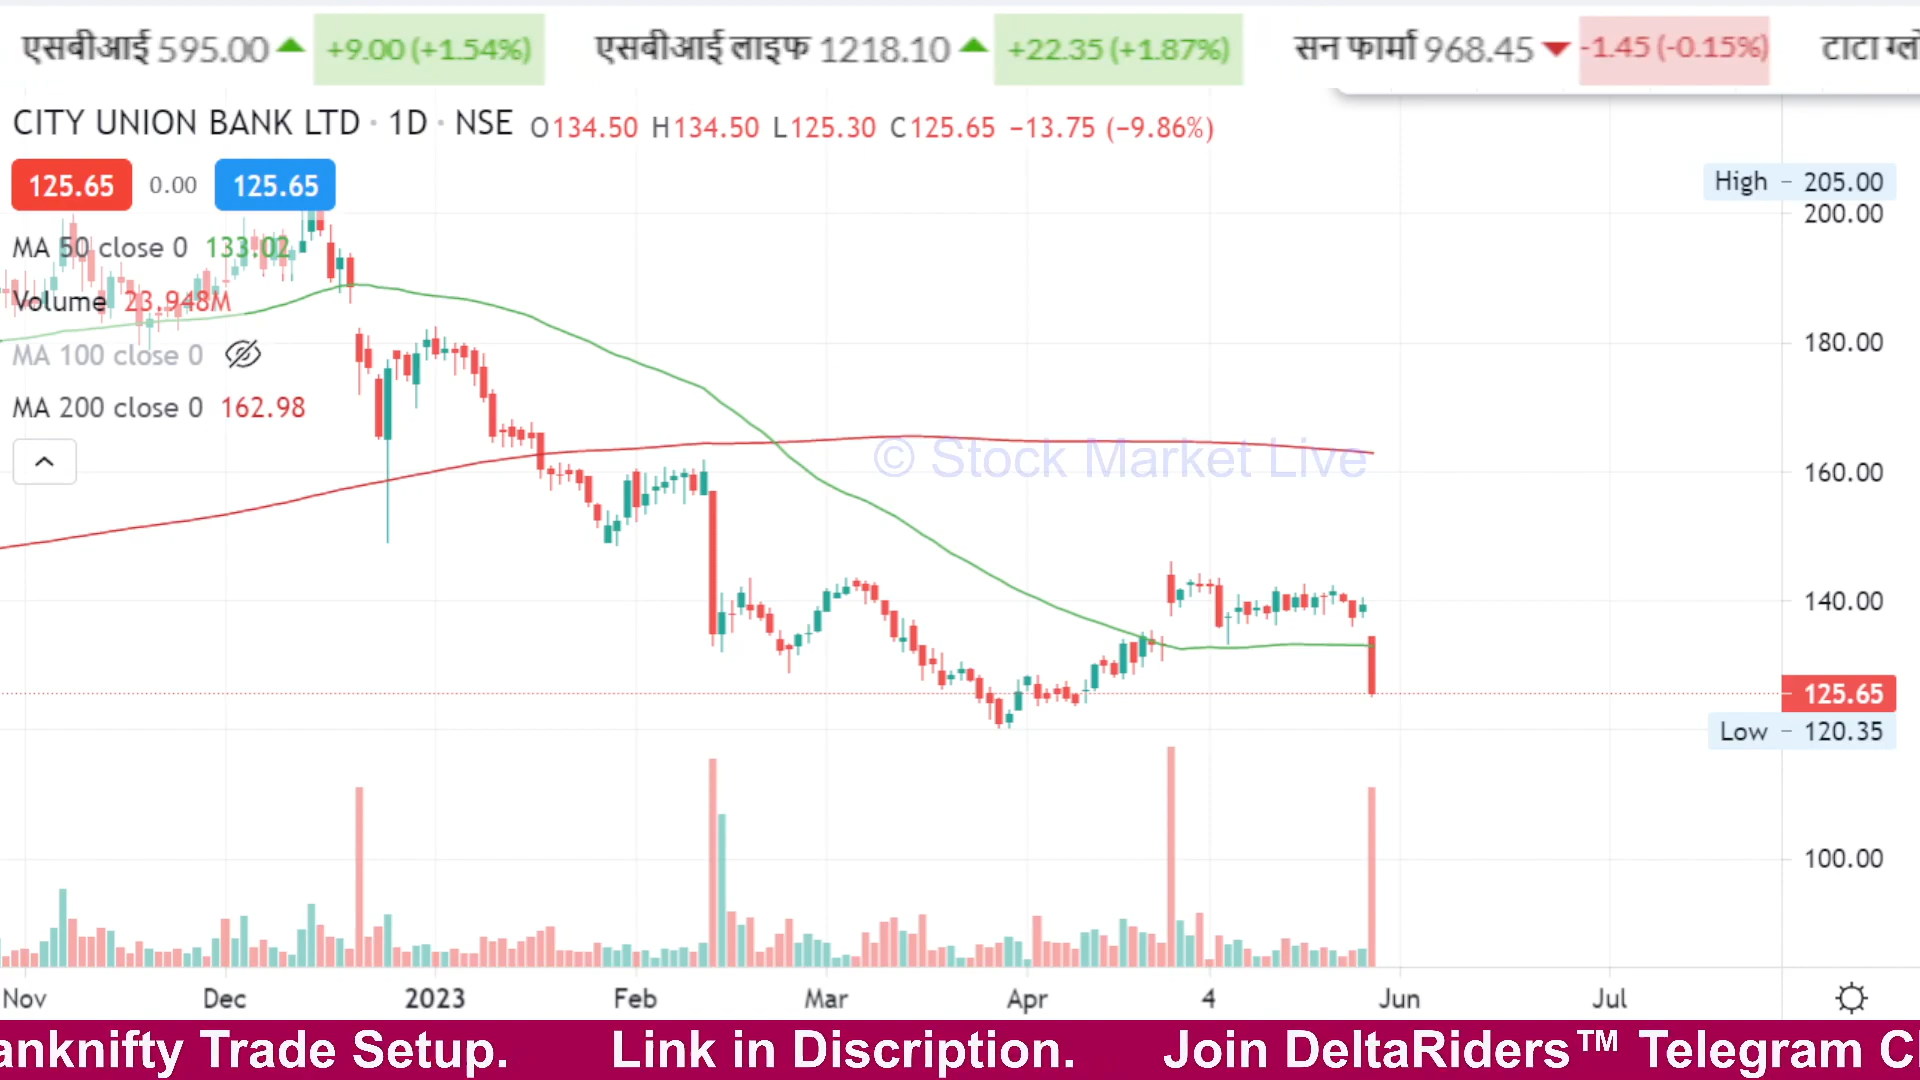 एसबीआई 595.00 +9.00 (+1.54%) एसबीआई लाइफ 1218.10 +22.35 (+1.87%) सन फार्मा 968.45 -1.45 (-0.15%) टाटा
CITY UNION BANK LTD · 1D · NSE O134.50 H134.50 L125.30 C125.65 −13.75 (−9.86%)
125.65 0.00 125.65
High - 205.00
200.00
MA 50 close 0 133.02
Volume 23.948M
180.00
MA 100 close 0
MA 200 close 0 162.98
© Stock Market Live
160.00
140.00
125.65
Low - 120.35
100.00
Nov Dec 2023 Feb Mar Apr 4 Jun Jul
anknifty Trade Setup. Link in Discription. Join DeltaRiders™ Telegram C